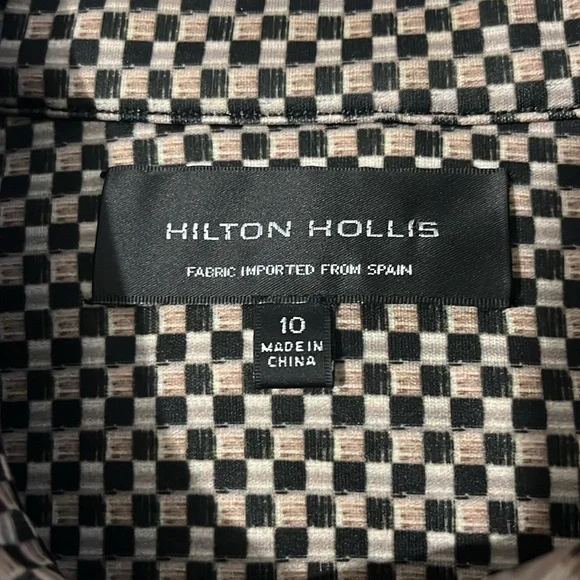 HILTON HOLLIS
FABRIC IMPORTED FROM SPAIN
10
MADE IN
CHINA